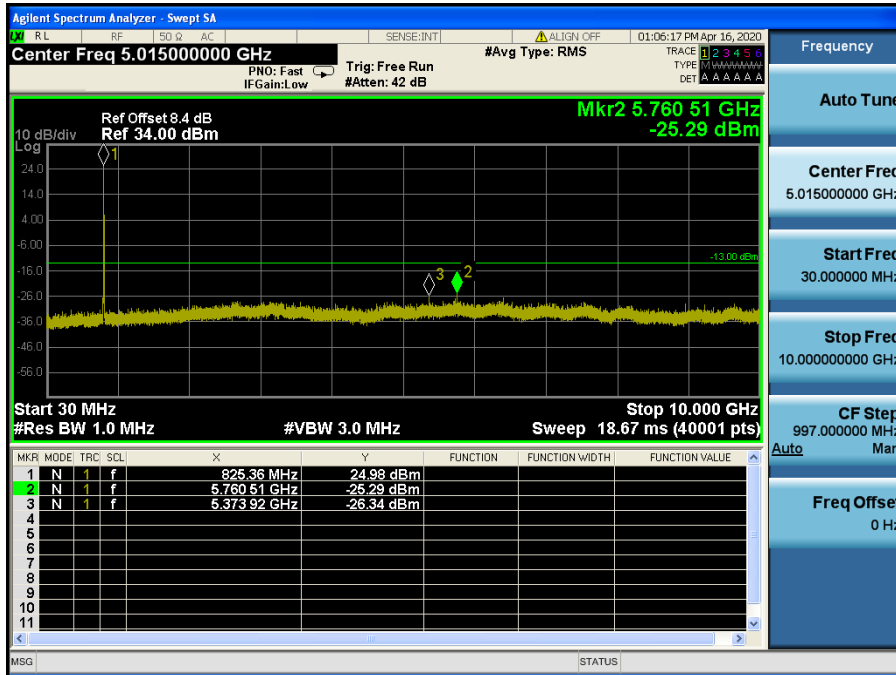 Agilent Spectrum Analyzer - Swept SA
LXI RL RF 50 Ω AC SENSE:INT ALIGN OFF 01:06:17 PM Apr 16, 2020
Center Freq 5.015000000 GHz
PNO: Fast
IFGain:Low
Trig: Free Run
#Atten: 42 dB
#Avg Type: RMS
TRACE 1 2 3 4 5 6
TYPE M WWWWW
DET A A A A A A
Mkr2 5.760 51 GHz
-25.29 dBm
Ref Offset 8.4 dB
10 dB/div Ref 34.00 dBm
Log
1
24.0
14.0
4.00
-6.00
-13.00 dBm
-16.0
3 2
-26.0
-36.0
-46.0
-56.0
Start 30 MHz Stop 10.000 GHz
#Res BW 1.0 MHz #VBW 3.0 MHz Sweep 18.67 ms (40001 pts)
MKR MODE TRC SCL X Y FUNCTION FUNCTION WIDTH FUNCTION VALUE
1 N 1 f 825.36 MHz 24.98 dBm
2 N 1 f 5.760 51 GHz -25.29 dBm
3 N 1 f 5.373 92 GHz -26.34 dBm
4
5
6
7
8
9
10
11
MSG STATUS
Frequency
Auto Tune
Center Freq
5.015000000 GHz
Start Freq
30.000000 MHz
Stop Freq
10.000000000 GHz
CF Step
997.000000 MHz
Auto Man
Freq Offset
0 Hz